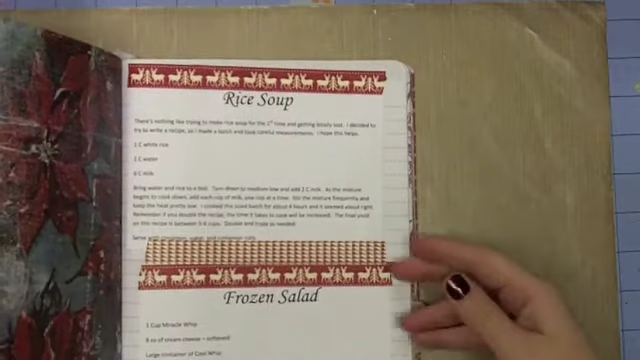 Rice Soup
There's nothing like trying to make rice soup for the 1st time and getting totally lost. I decided to
try to write a recipe, so I made a batch and took careful measurements. I hope this helps.
1 C white rice
2 C water
6 C milk
Bring water and rice to a boil. Turn down to medium low and add 2 C milk. As the mixture
begins to cook down, add each cup of milk, one cup at a time. Stir the mixture frequently and
keep the heat pretty low. I cooked this sized batch for about 4 hours and it seemed about right.
Remember if you double the recipe, the time it takes to cook will be increased. The final yield
on this recipe is between 5-6 cups. Double and triple as needed
Serve with cinnamon, sugar, and
Frozen Salad
1 Cup Miracle Whip
8 oz of cream cheese – softened
Large container of Cool Whip